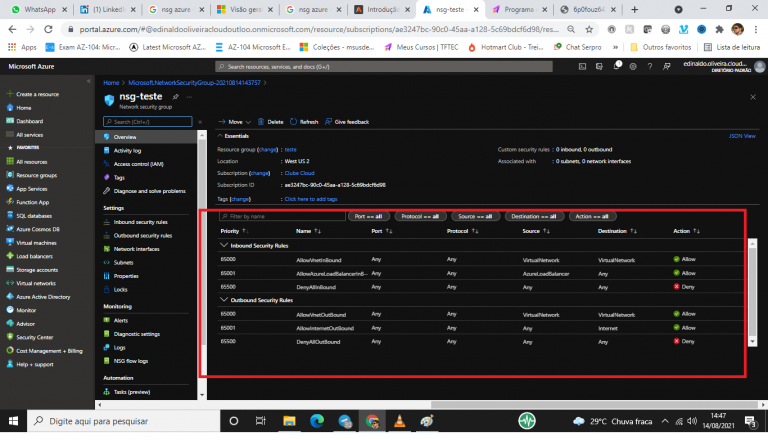 WhatsApp
(1) LinkedIn
nsg azure
Visão geral
nsg azure
Introdução
nsg-teste
Programa
6p0fouz6i
portal.azure.com/#@edinaldooliveiracloudoutloo.onmicrosoft.com/resource/subscriptions/ae3247bc-90c0-45aa-a128-5c69bdcf6d98/res...
Apps
Exam AZ-104: Micr...
Latest Microsoft AZ...
AZ-104 Microsoft E...
Coleções - msusde...
Meus Cursos | TFTEC
Hotmart Club - Trei...
Chat Serpro
»
Outros favoritos
Lista de leitura
Microsoft Azure
Search resources, services, and docs (G+/)
edinaldo.oliveira.cloud...
DIRETÓRIO PADRÃO
Create a resource
Home
Dashboard
All services
FAVORITES
All resources
Resource groups
App Services
Function App
SQL databases
Azure Cosmos DB
Virtual machines
Load balancers
Storage accounts
Virtual networks
Azure Active Directory
Monitor
Advisor
Security Center
Cost Management + Billing
Help + support
Home > Microsoft.NetworkSecurityGroup-20210814143757 >
nsg-teste
Network security group
Search (Ctrl+/)
Overview
Activity log
Access control (IAM)
Tags
Diagnose and solve problems
Settings
Inbound security rules
Outbound security rules
Network interfaces
Subnets
Properties
Locks
Monitoring
Alerts
Diagnostic settings
Logs
NSG flow logs
Automation
Tasks (preview)
Move
Delete
Refresh
Give feedback
Essentials
JSON View
Resource group (change) : teste
Custom security rules : 0 inbound, 0 outbound
Location : West US 2
Associated with : 0 subnets, 0 network interfaces
Subscription (change) : Clube Cloud
Subscription ID : ae3247bc-90c0-45aa-a128-5c69bdcf6d98
Tags (change) : Click here to add tags
Filter by name
Port == all
Protocol == all
Source == all
Destination == all
Action == all
Priority Name Port Protocol Source Destination Action
Inbound Security Rules
65000 AllowVnetInBound Any Any VirtualNetwork VirtualNetwork Allow
65001 AllowAzureLoadBalancerInB... Any Any AzureLoadBalancer Any Allow
65500 DenyAllInBound Any Any Any Any Deny
Outbound Security Rules
65000 AllowVnetOutBound Any Any VirtualNetwork VirtualNetwork Allow
65001 AllowInternetOutBound Any Any Any Internet Allow
65500 DenyAllOutBound Any Any Any Any Deny
Digite aqui para pesquisar
29°C Chuva fraca
14:47
14/08/2021
3